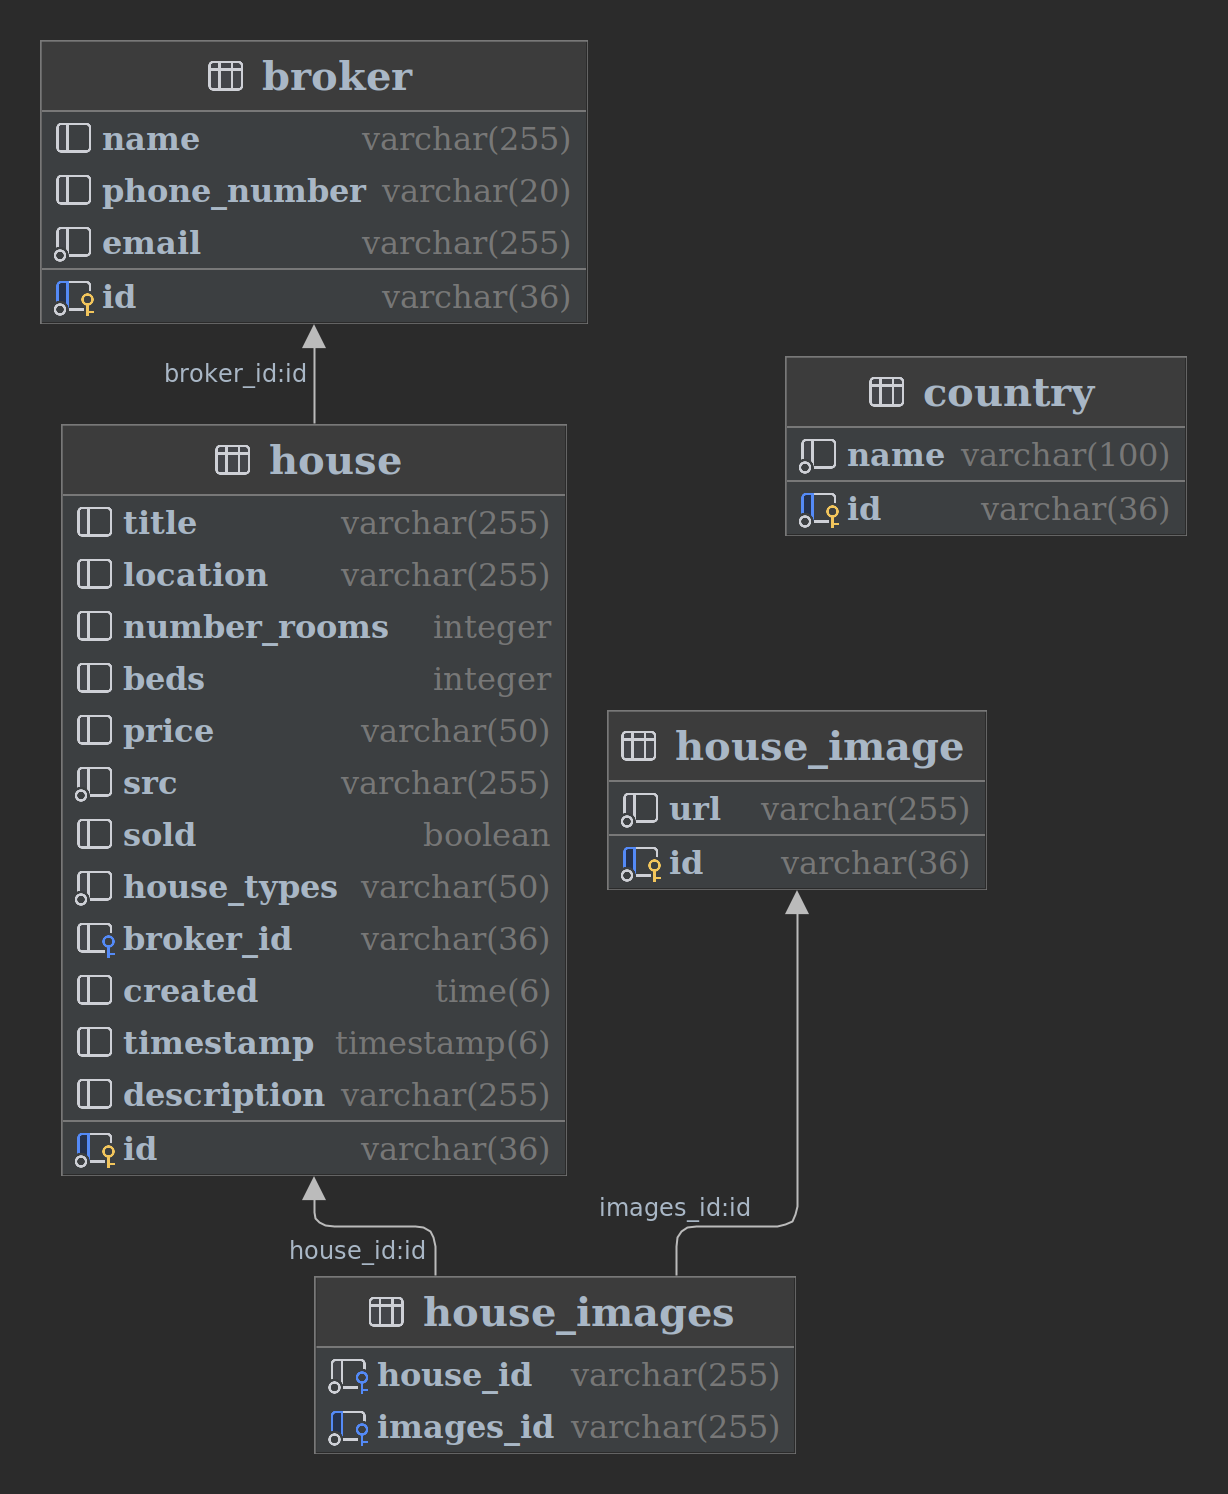 broker
name varchar(255)
phone_number varchar(20)
email varchar(255)
id varchar(36)
broker_id:id
country
name varchar(100)
id varchar(36)
house
title varchar(255)
location varchar(255)
number_rooms integer
beds integer
price varchar(50)
src varchar(255)
sold boolean
house_types varchar(50)
broker_id varchar(36)
created time(6)
timestamp timestamp(6)
description varchar(255)
id varchar(36)
house_image
url varchar(255)
id varchar(36)
images_id:id
house_id:id
house_images
house_id varchar(255)
images_id varchar(255)